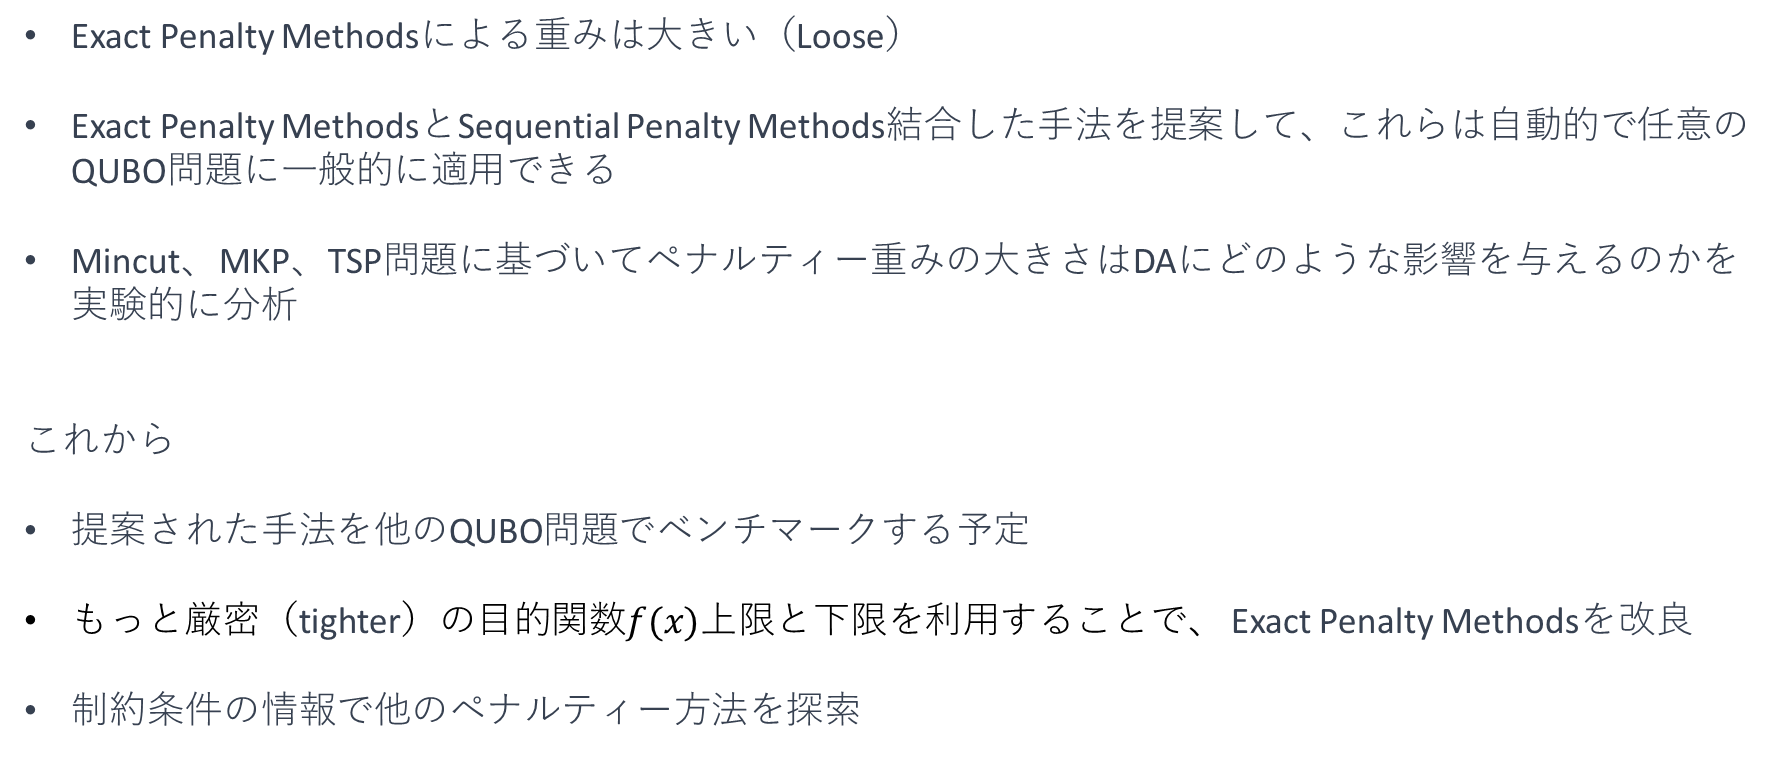 • Exact Penalty Methodsによる重みは大きい（Loose）
• Exact Penalty MethodsとSequential Penalty Methods結合した手法を提案して、これらは自動的で任意の
QUBO問題に一般的に適用できる
• Mincut、MKP、TSP問題に基づいてペナルティー重みの大きさはDAにどのような影響を与えるのかを
実験的に分析
これから
• 提案された手法を他のQUBO問題でベンチマークする予定
• もっと厳密（tighter）の目的関数f(x)上限と下限を利用することで、 Exact Penalty Methodsを改良
• 制約条件の情報で他のペナルティー方法を探索